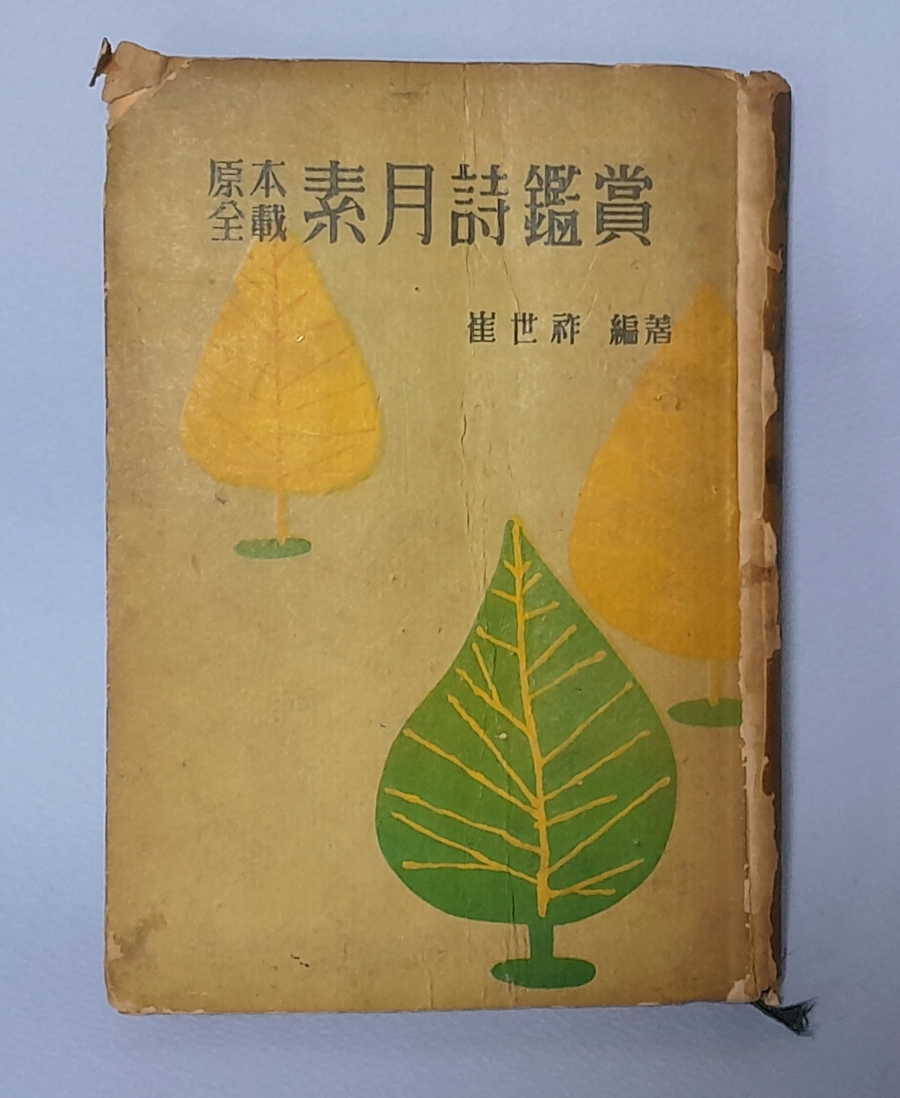 原本
全載
素月詩鑑賞
崔世祚 編著